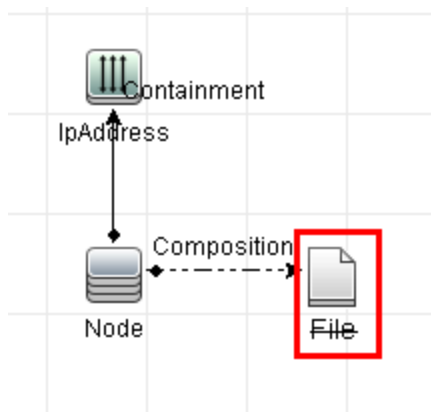 Containment
IpAddress
Composition
Node
File